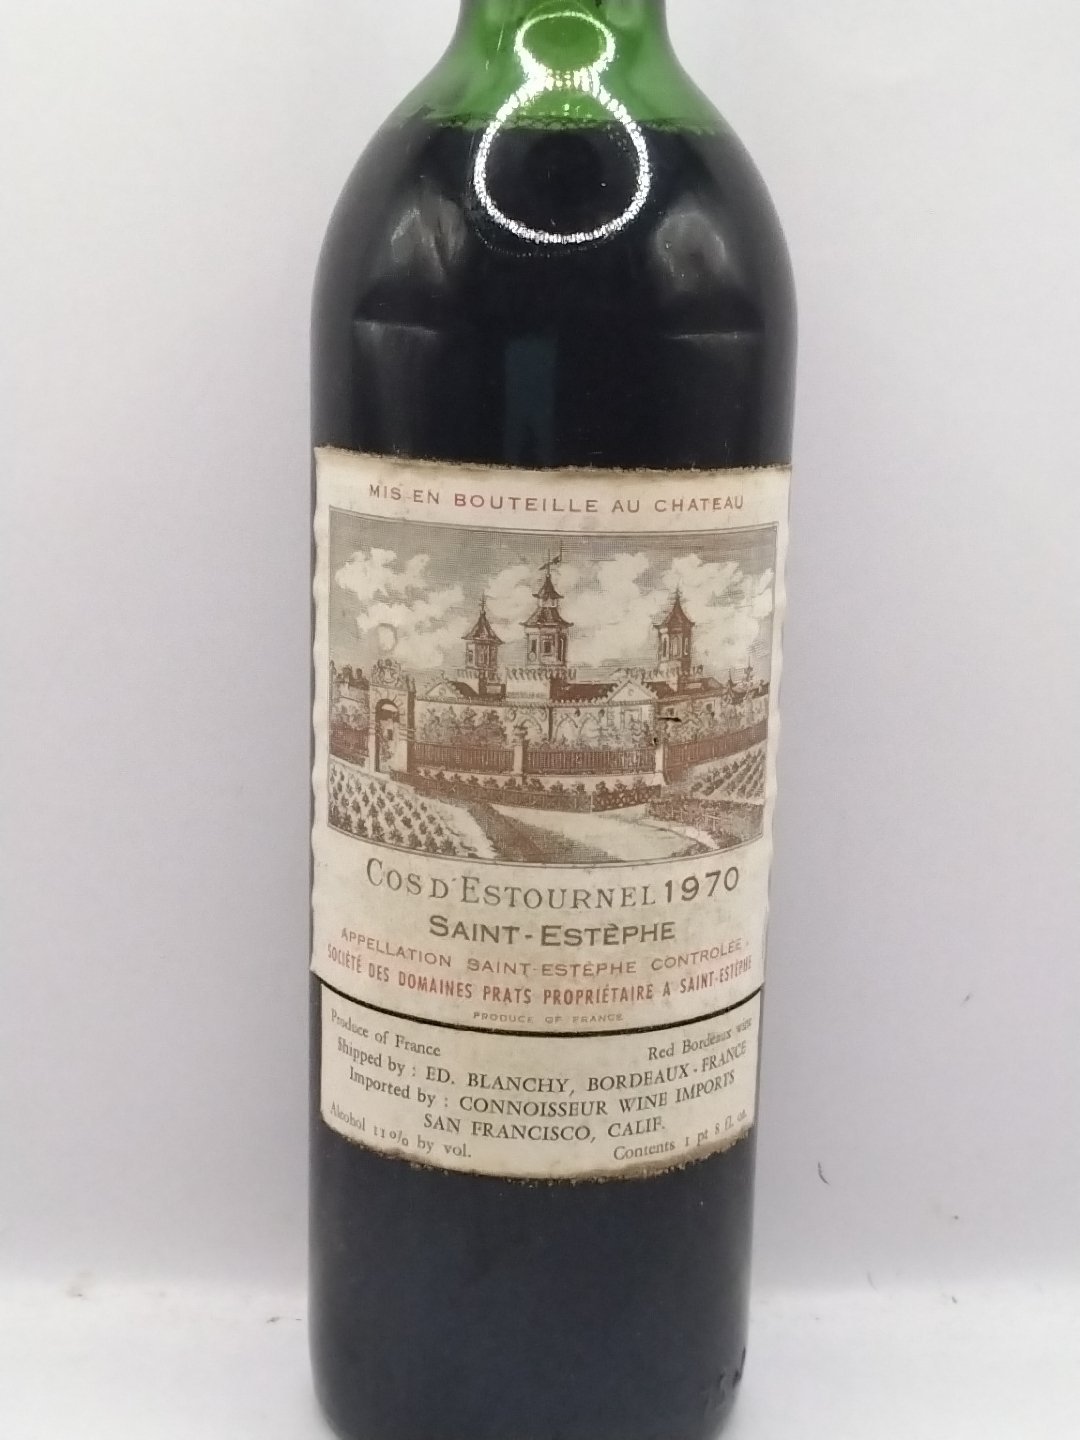 MIS EN BOUTEILLE AU CHATEAU
COS D'ESTOURNEL 1970
SAINT-ESTÈPHE
APPELLATION SAINT-ESTÈPHE CONTROLÉE
SOCIÉTÉ DES DOMAINES PRATS PROPRIÉTAIRE A SAINT-ESTÈPHE
PRODUCE OF FRANCE
Produce of France Red Bordeaux wine
Shipped by : ED. BLANCHY, BORDEAUX - FRANCE
Imported by : CONNOISSEUR WINE IMPORTS
SAN FRANCISCO, CALIF.
Alcohol 11% by vol. Contents 1 pt 8 fl. oz.